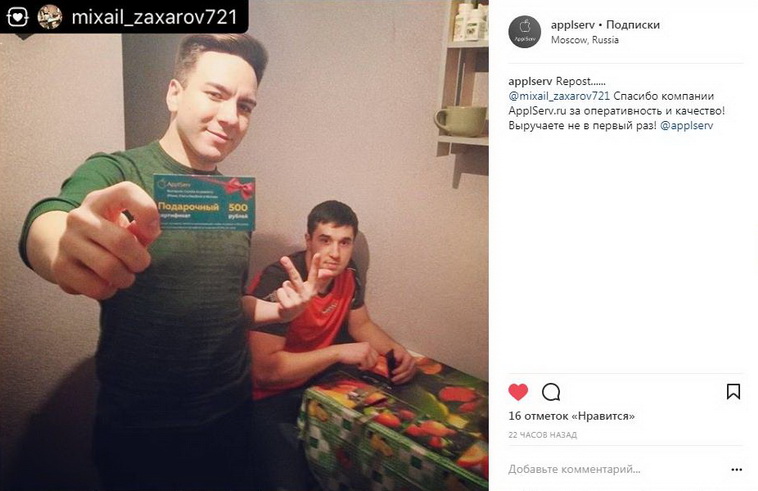 mixail_zaxarov721
applserv • Подписки
Moscow, Russia
applserv Repost......
@mixail_zaxarov721 Спасибо компании
ApplServ.ru за оперативность и качество!
Выручаете не в первый раз! @applserv
ApplServ
Подарочный 500
сертификат рублей
16 отметок «Нравится»
22 ЧАСОВ НАЗАД
Добавьте комментарий...